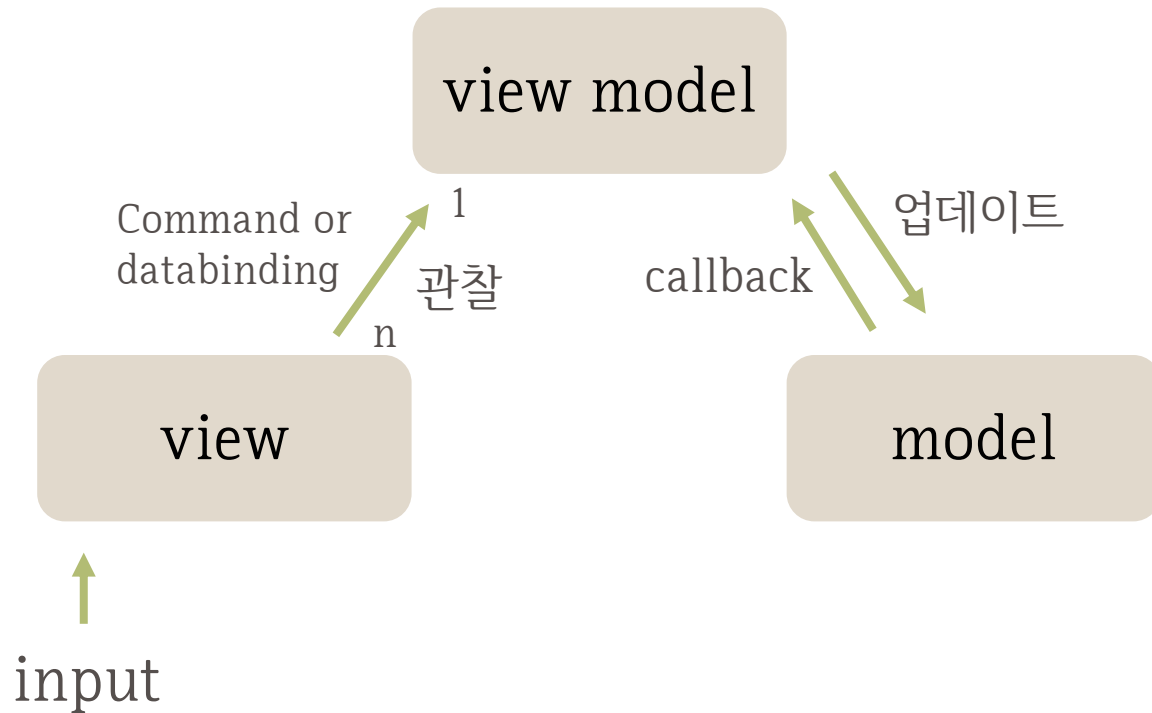 view model
Command or
databinding
1
관찰
n
callback
업데이트
view
model
input